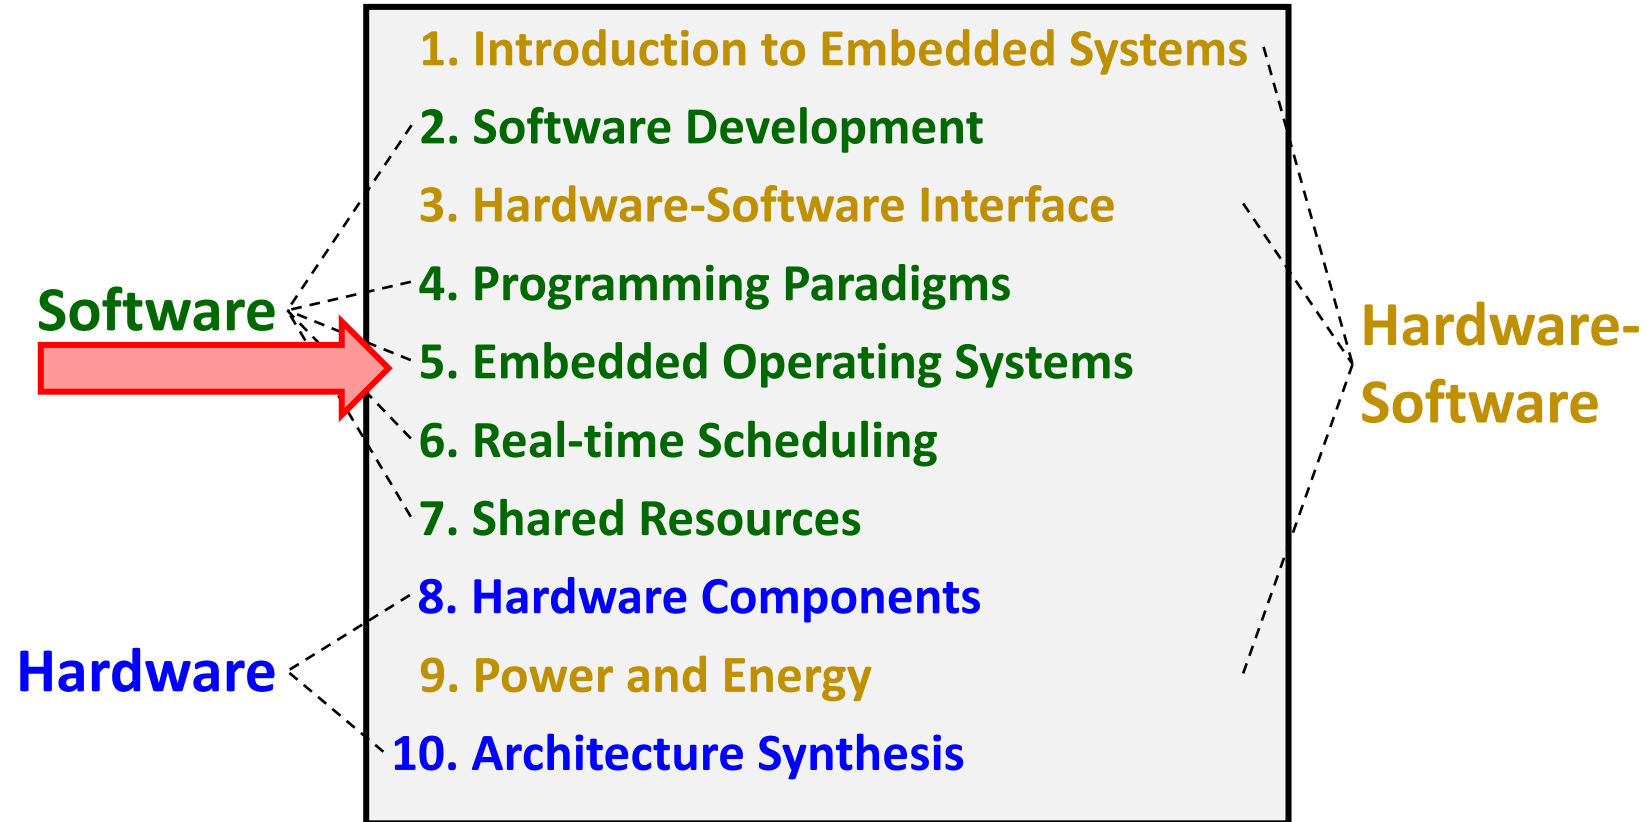 1. Introduction to Embedded Systems
2. Software Development
3. Hardware-Software Interface
4. Programming Paradigms
5. Embedded Operating Systems
6. Real-time Scheduling
7. Shared Resources
8. Hardware Components
9. Power and Energy
10. Architecture Synthesis
Software
Hardware
Hardware-
Software